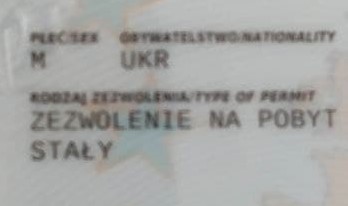 PŁEĆ/SEX OBYWATELSTWO/NATIONALITY
M UKR
RODZAJ ZEZWOLENIA/TYPE OF PERMIT
ZEZWOLENIE NA POBYT
STAŁY